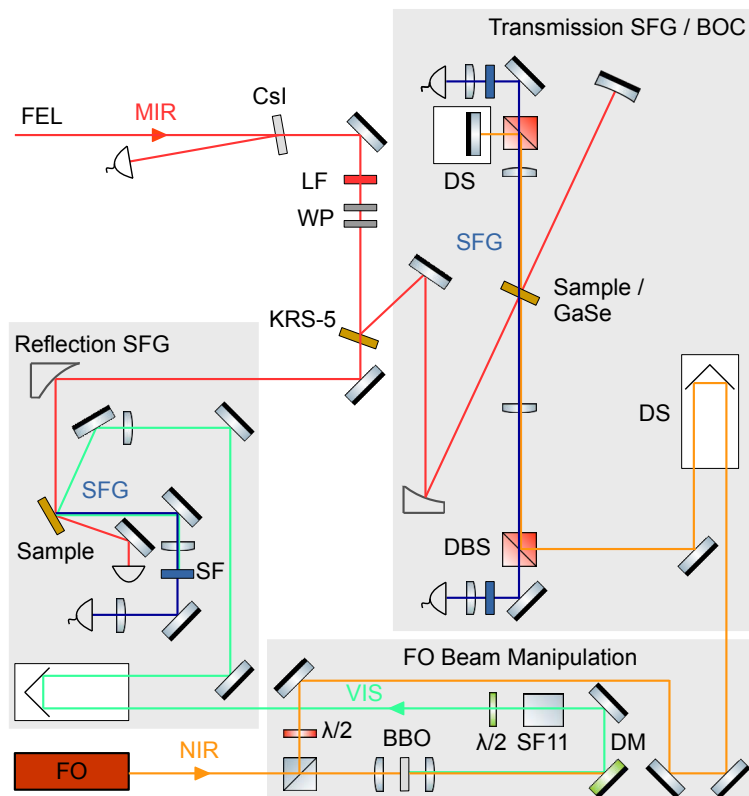 Transmission SFG / BOC
CsI
FEL
MIR
LF
DS
WP
SFG
Sample /
GaSe
KRS-5
Reflection SFG
DS
SFG
Sample
DBS
SF
FO Beam Manipulation
VIS
λ/2
λ/2
SF11
DM
NIR
BBO
FO